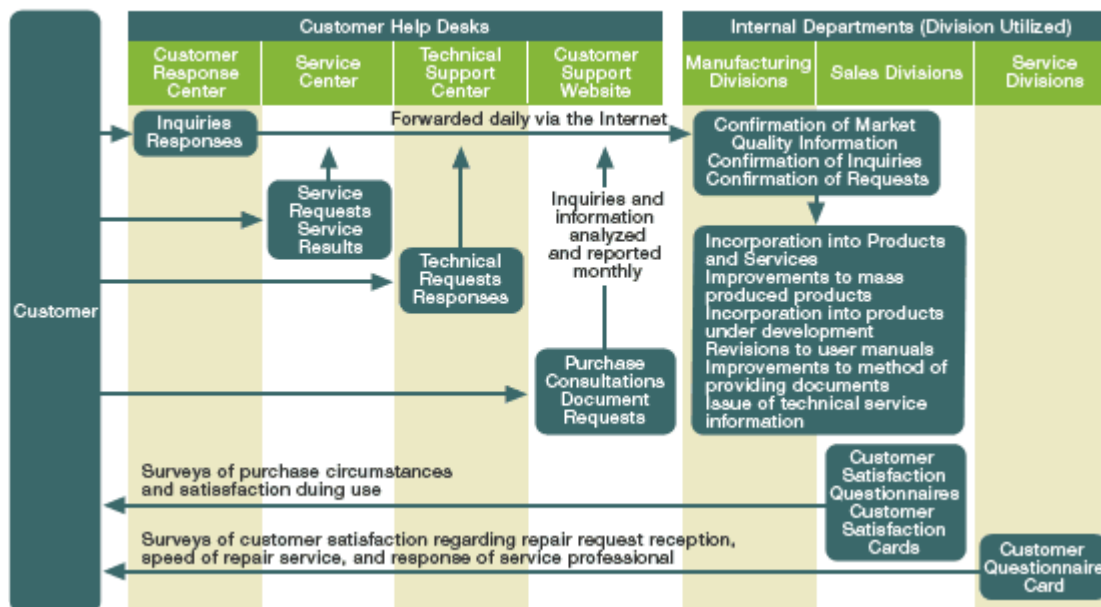 Customer Help Desks
Internal Departments (Division Utilized)
Customer
Response
Center
Service
Center
Technical
Support
Center
Customer
Support
Website
Manufacturing
Divisions
Sales Divisions
Service
Divisions
Customer
Inquiries
Responses
Forwarded daily via the Internet
Confirmation of Market
Quality Information
Confirmation of Inquiries
Confirmation of Requests
Service
Requests
Service
Results
Inquiries and
information
analyzed
and reported
monthly
Technical
Requests
Responses
Incorporation into Products
and Services
Improvements to mass
produced products
Incorporation into products
under development
Revisions to user manuals
Improvements to method of
providing documents
Issue of technical service
information
Purchase
Consultations
Document
Requests
Surveys of purchase circumstances
and satissfaction duing use
Customer
Satisfaction
Questionnaires
Customer
Satisfaction
Cards
Surveys of customer satisfaction regarding repair request reception,
speed of repair service, and response of service professional
Customer
Questionnaire
Card